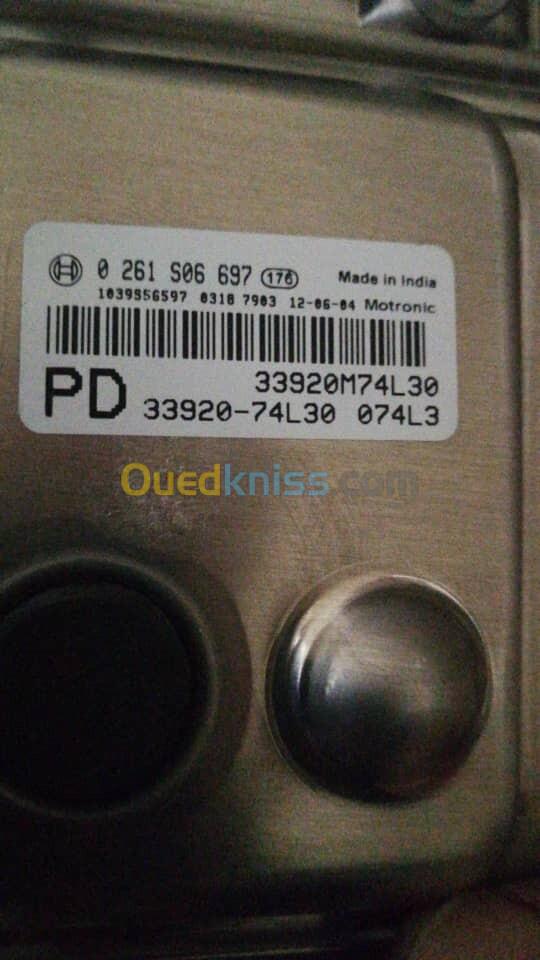 0 261 S06 697 176 Made in India
1039S56597 0318 7903 12-06-04 Motronic
PD 33920M74L30
33920-74L30 074L3
Ouedkniss.com